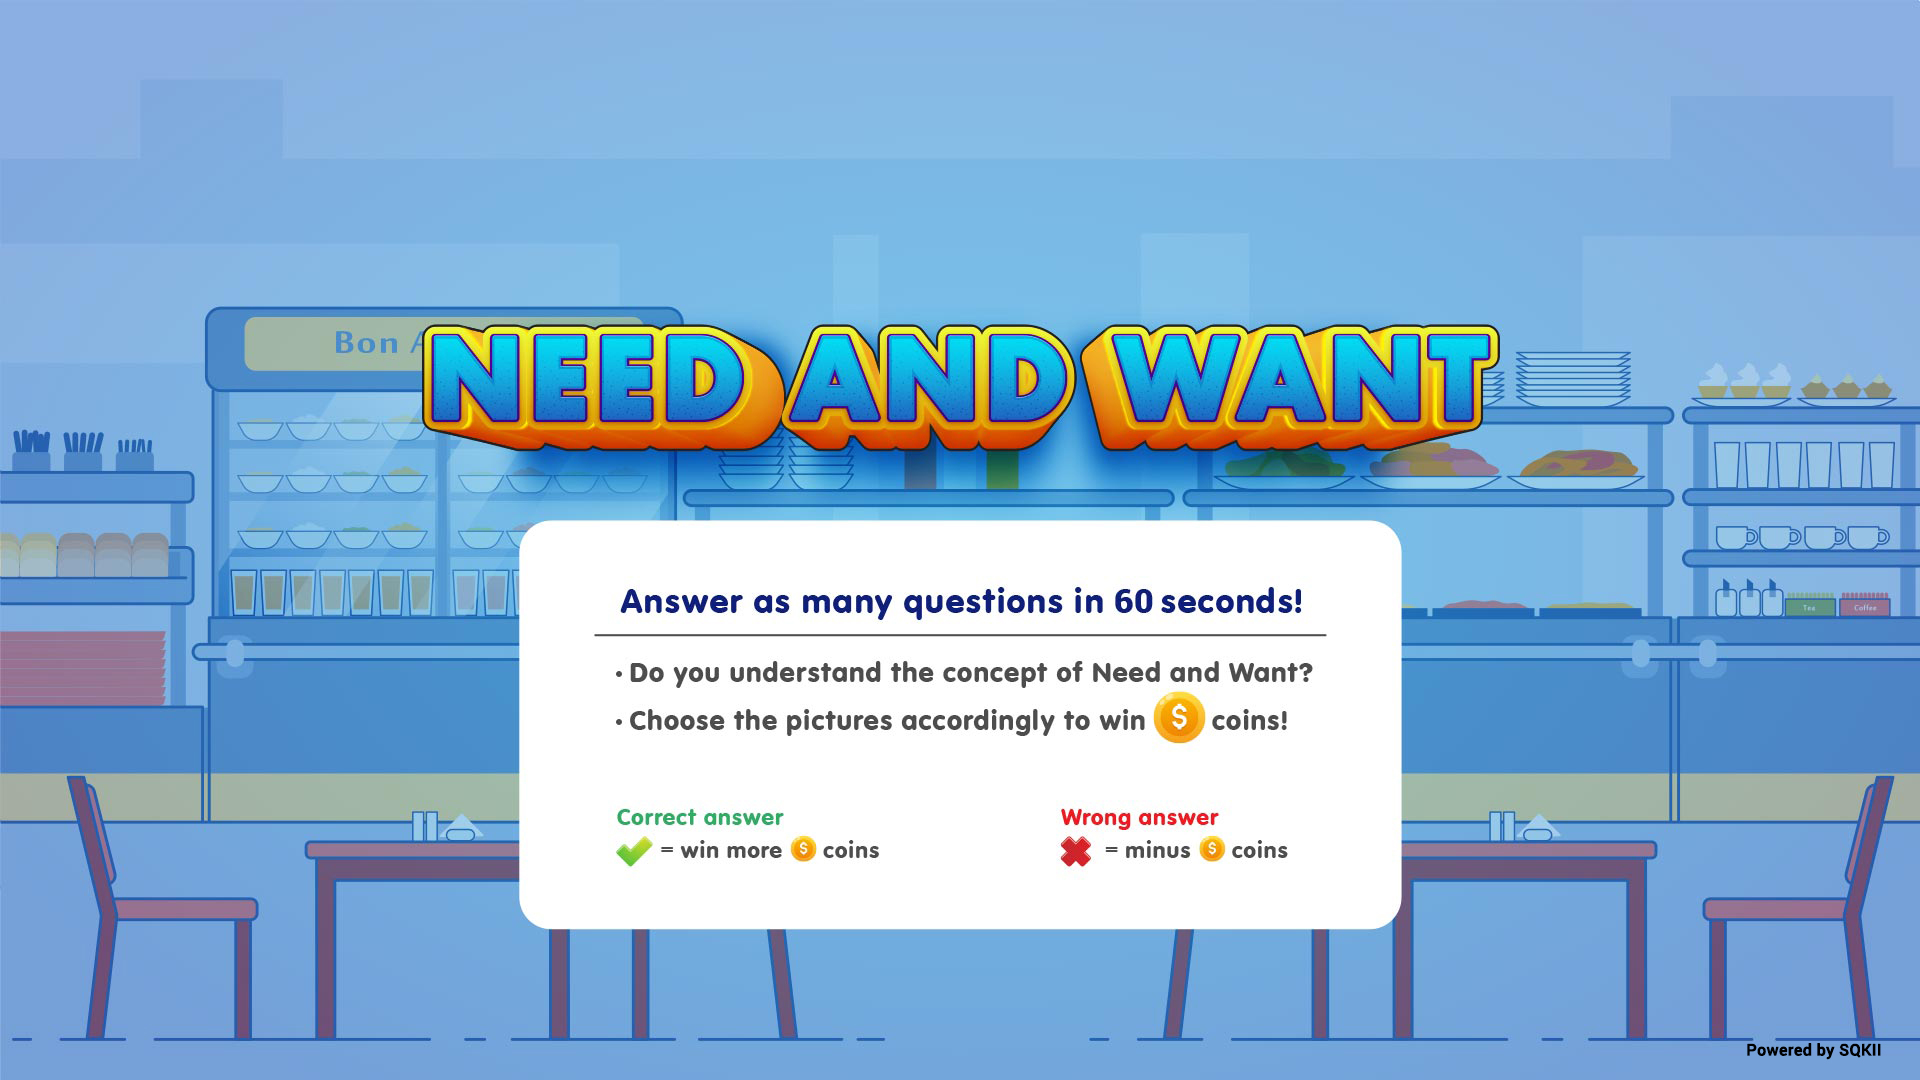 Bon A
NEED AND WANT
Tea
Coffee
Answer as many questions in 60 seconds!
• Do you understand the concept of Need and Want?
• Choose the pictures accordingly to win $ coins!
Correct answer
= win more $ coins
Wrong answer
= minus $ coins
Powered by SQKII